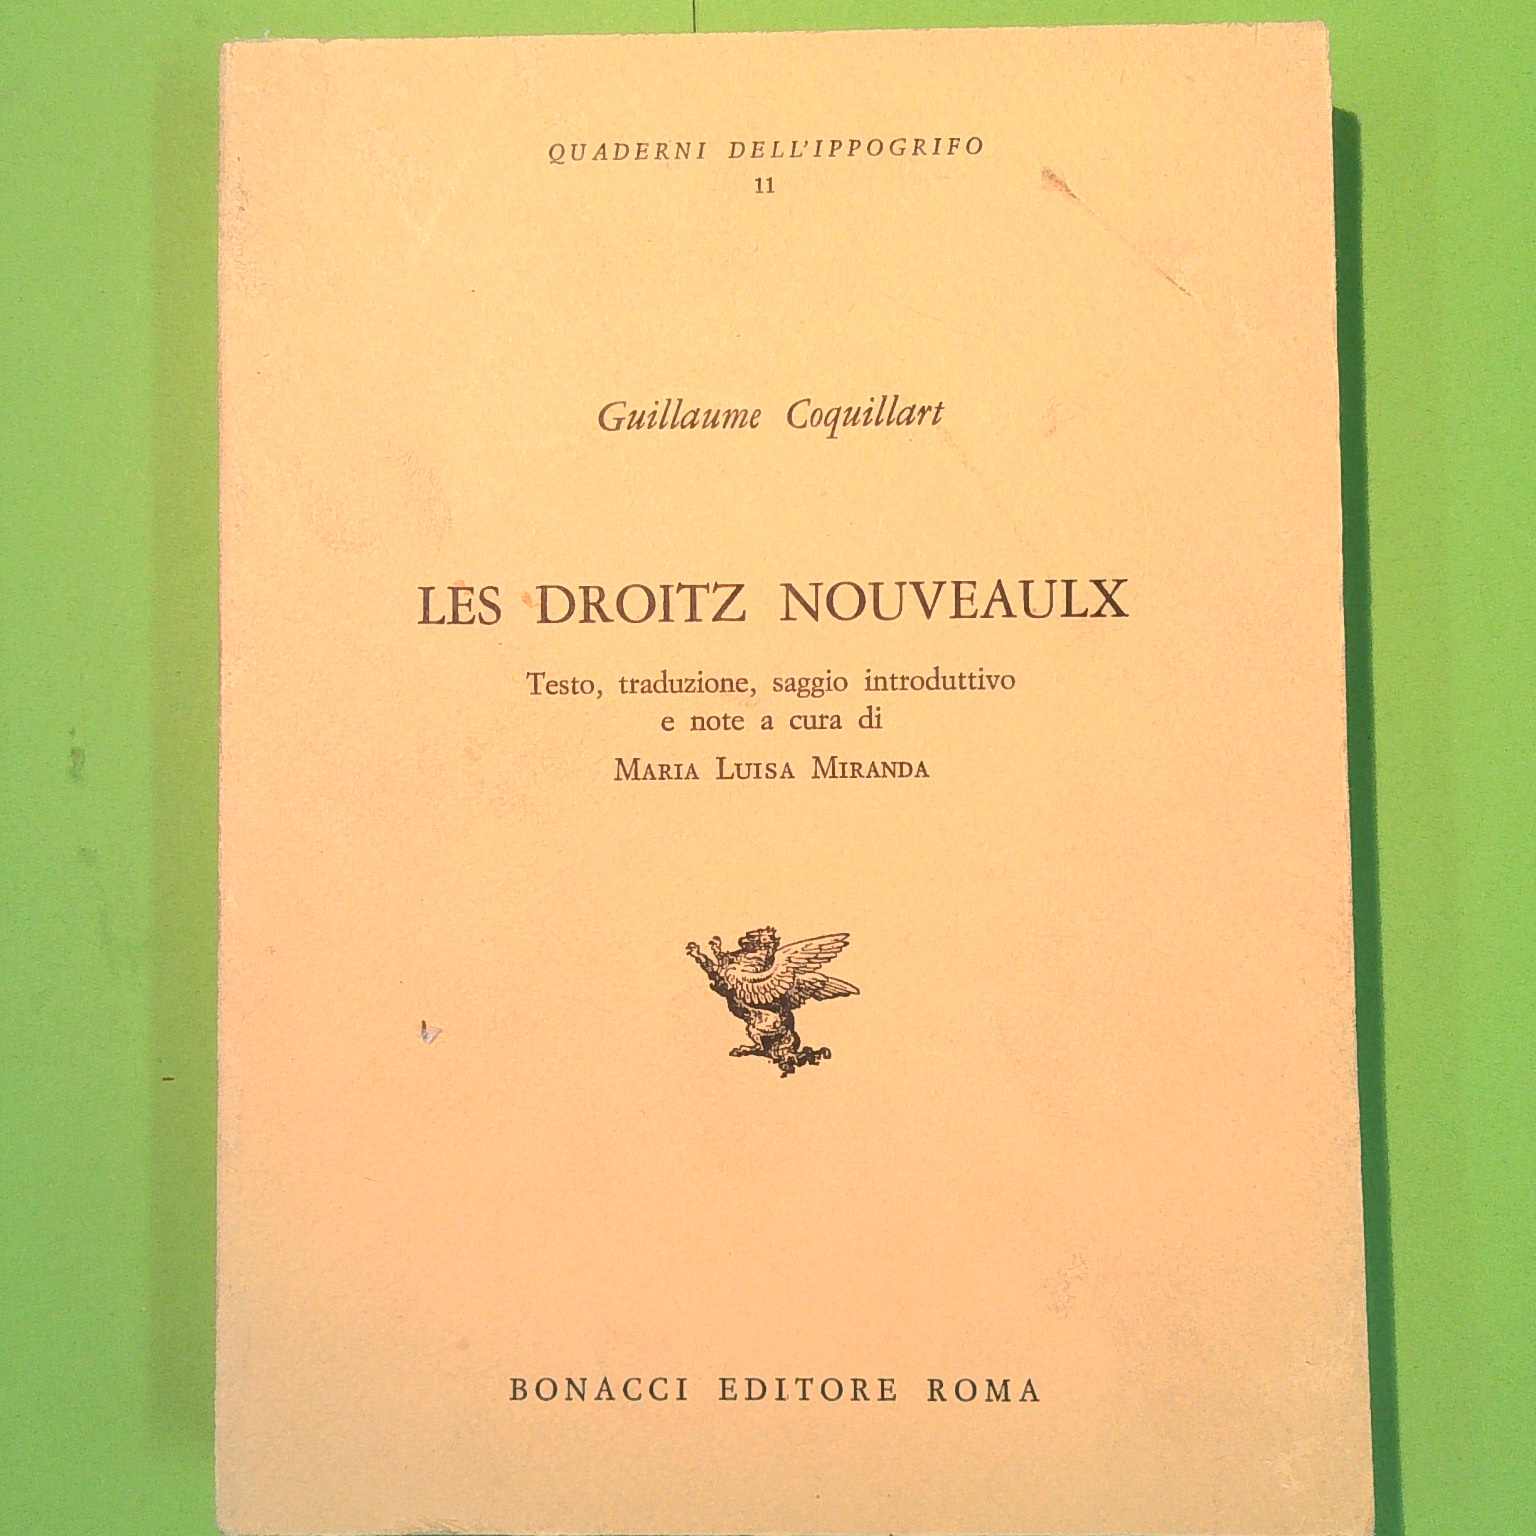 QUADERNI DELL'IPPOGRIFO
11
Guillaume Coquillart
LES DROITZ NOUVEAULX
Testo, traduzione, saggio introduttivo
e note a cura di
MARIA LUISA MIRANDA
BONACCI EDITORE ROMA